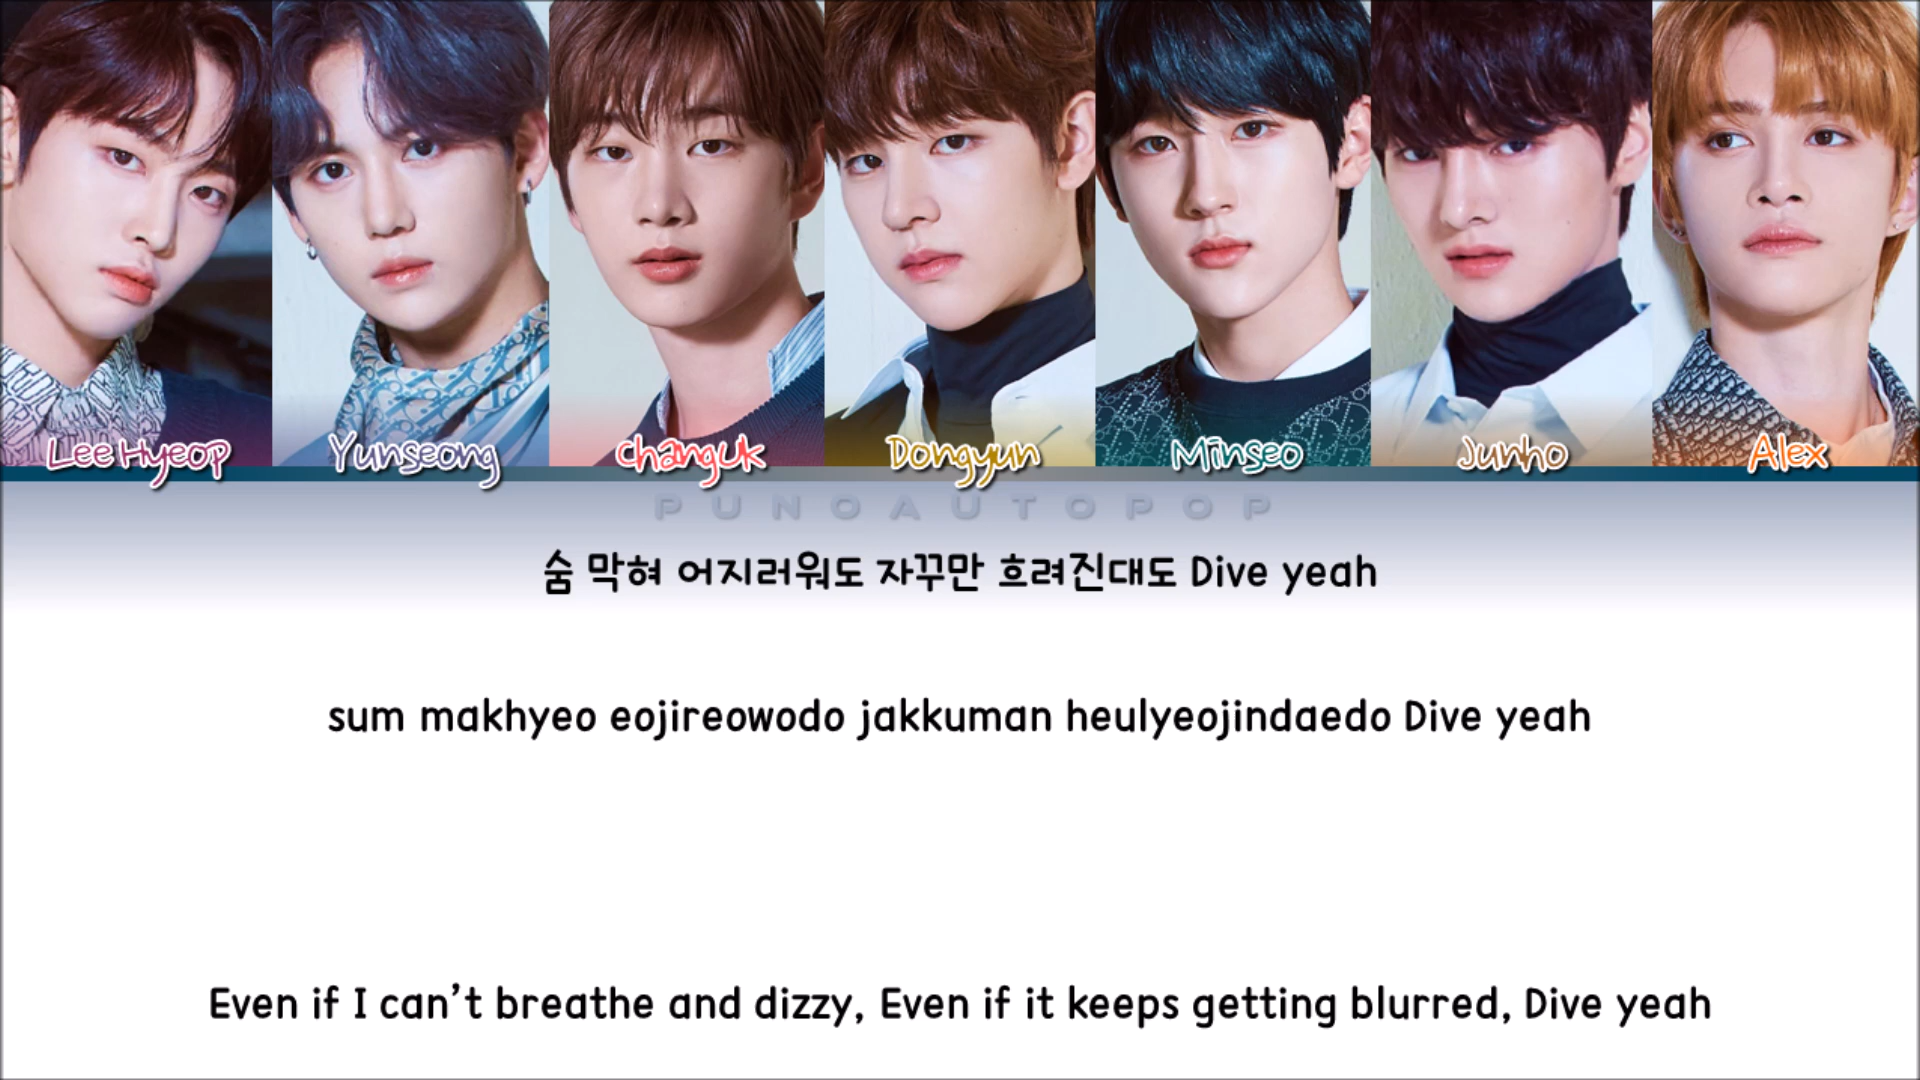 Lee Hyeop Yunseong Changuk Dongyun Minseo Junho Alex
PUNOAUTOPOP
숨 막혀 어지러워도 자꾸만 흐려진대도 Dive yeah
sum makhyeo eojireowodo jakkuman heulyeojindaedo Dive yeah
Even if I can't breathe and dizzy, Even if it keeps getting blurred, Dive yeah